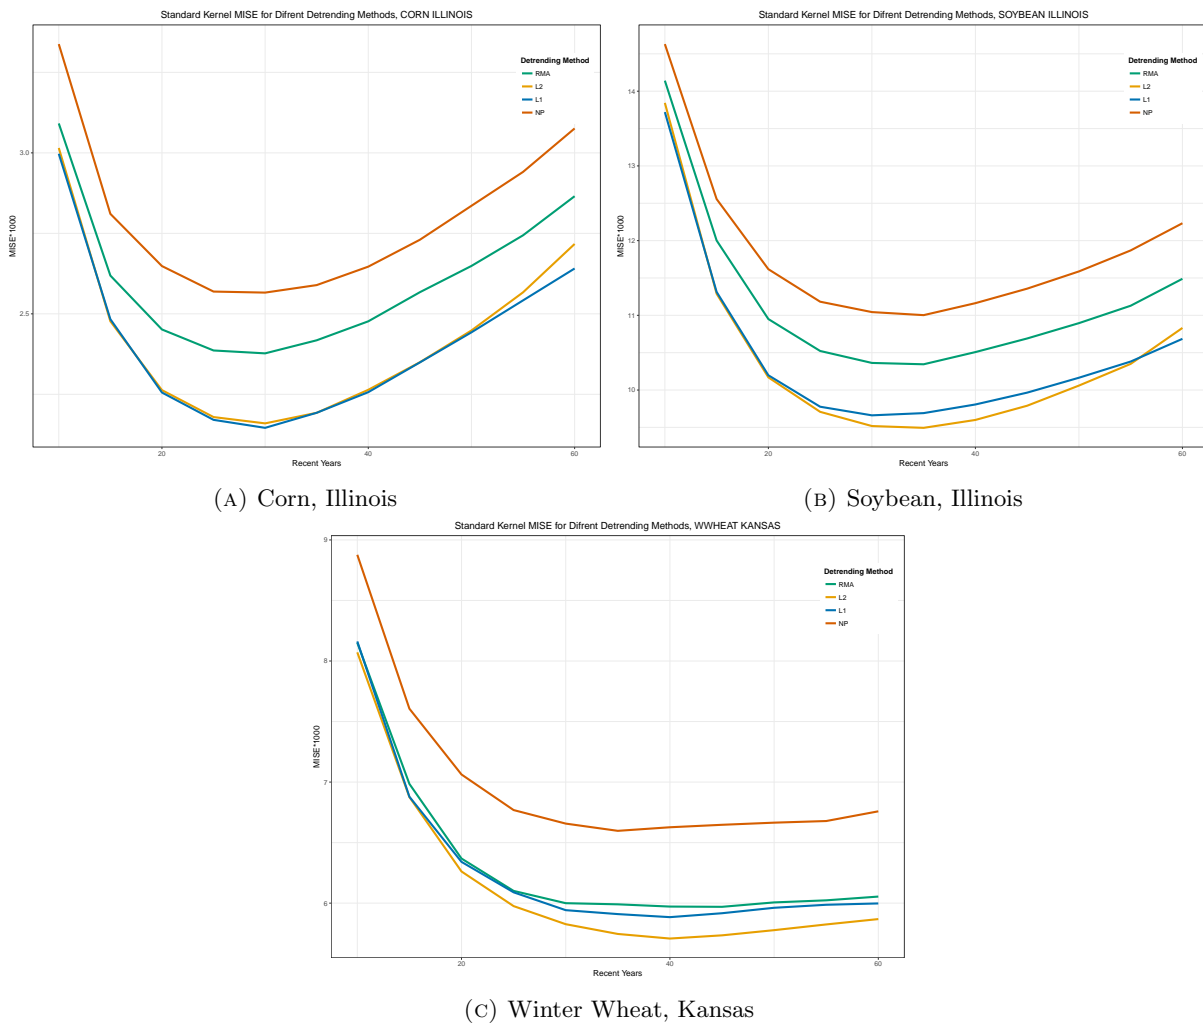 Standard Kernel MISE for Difrent Detrending Methods, CORN ILLINOIS
Detrending Method
RMA
L2
L1
NP
3.0
2.5
MISE*1000
20
40
60
Recent Years
(A) Corn, Illinois
Standard Kernel MISE for Difrent Detrending Methods, SOYBEAN ILLINOIS
Detrending Method
RMA
L2
L1
NP
14
13
12
11
10
MISE*1000
20
40
60
Recent Years
(B) Soybean, Illinois
Standard Kernel MISE for Difrent Detrending Methods, WWHEAT KANSAS
Detrending Method
RMA
L2
L1
NP
9
8
7
6
MISE*1000
20
40
60
Recent Years
(C) Winter Wheat, Kansas